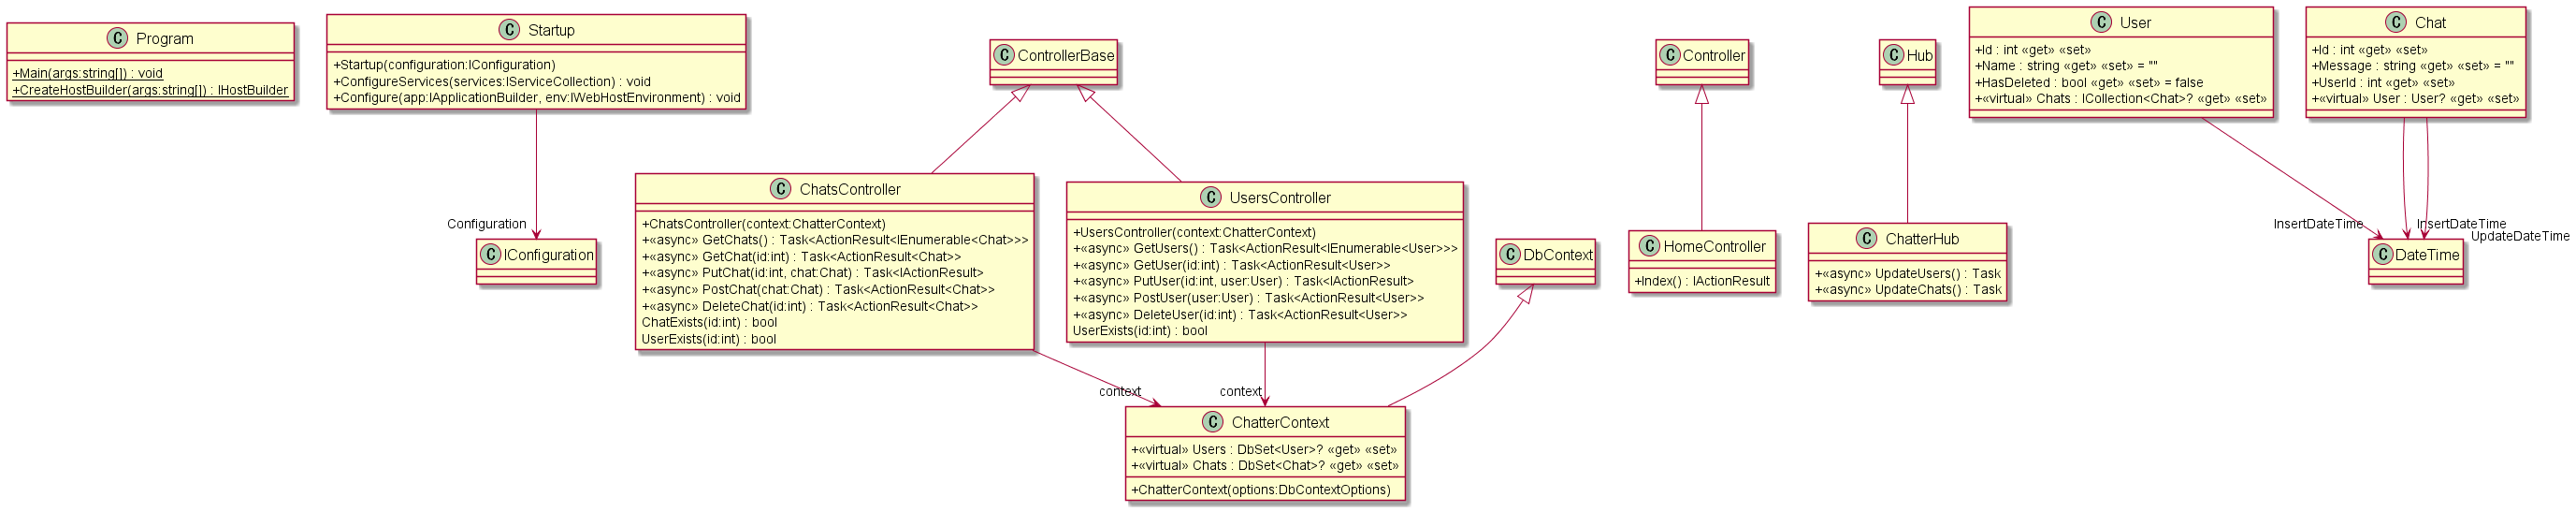 C Program
+Main(args:string[]) : void
+CreateHostBuilder(args:string[]) : IHostBuilder
C Startup
+Startup(configuration:IConfiguration)
+ConfigureServices(services:IServiceCollection) : void
+Configure(app:IApplicationBuilder, env:IWebHostEnvironment) : void
Configuration
C IConfiguration
C ControllerBase
C ChatsController
+ChatsController(context:ChatterContext)
+«async» GetChats() : Task<ActionResult<IEnumerable<Chat>>>
+«async» GetChat(id:int) : Task<ActionResult<Chat>>
+«async» PutChat(id:int, chat:Chat) : Task<IActionResult>
+«async» PostChat(chat:Chat) : Task<ActionResult<Chat>>
+«async» DeleteChat(id:int) : Task<ActionResult<Chat>>
ChatExists(id:int) : bool
UserExists(id:int) : bool
C UsersController
+UsersController(context:ChatterContext)
+«async» GetUsers() : Task<ActionResult<IEnumerable<User>>>
+«async» GetUser(id:int) : Task<ActionResult<User>>
+«async» PutUser(id:int, user:User) : Task<IActionResult>
+«async» PostUser(user:User) : Task<ActionResult<User>>
+«async» DeleteUser(id:int) : Task<ActionResult<User>>
UserExists(id:int) : bool
C DbContext
context
context
C ChatterContext
+«virtual» Users : DbSet<User>? «get» «set»
+«virtual» Chats : DbSet<Chat>? «get» «set»
+ChatterContext(options:DbContextOptions)
C Controller
C HomeController
+Index() : IActionResult
C Hub
C ChatterHub
+«async» UpdateUsers() : Task
+«async» UpdateChats() : Task
C User
+Id : int «get» «set»
+Name : string «get» «set» = ""
+HasDeleted : bool «get» «set» = false
+«virtual» Chats : ICollection<Chat>? «get» «set»
C Chat
+Id : int «get» «set»
+Message : string «get» «set» = ""
+UserId : int «get» «set»
+«virtual» User : User? «get» «set»
InsertDateTime
InsertDateTime
UpdateDateTime
C DateTime